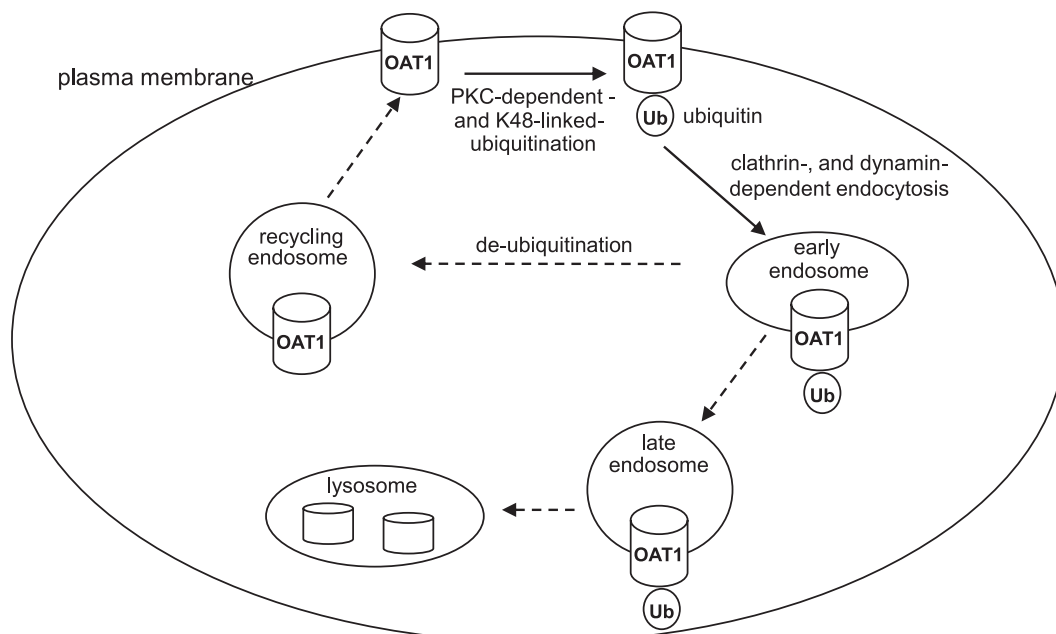 OAT1
OAT1
plasma membrane
PKC-dependent -
and K48-linked-
ubiquitination
Ub
ubiquitin
clathrin-, and dynamin-
dependent endocytosis
recycling
endosome
de-ubiquitination
early
endosome
OAT1
OAT1
Ub
late
endosome
lysosome
OAT1
Ub